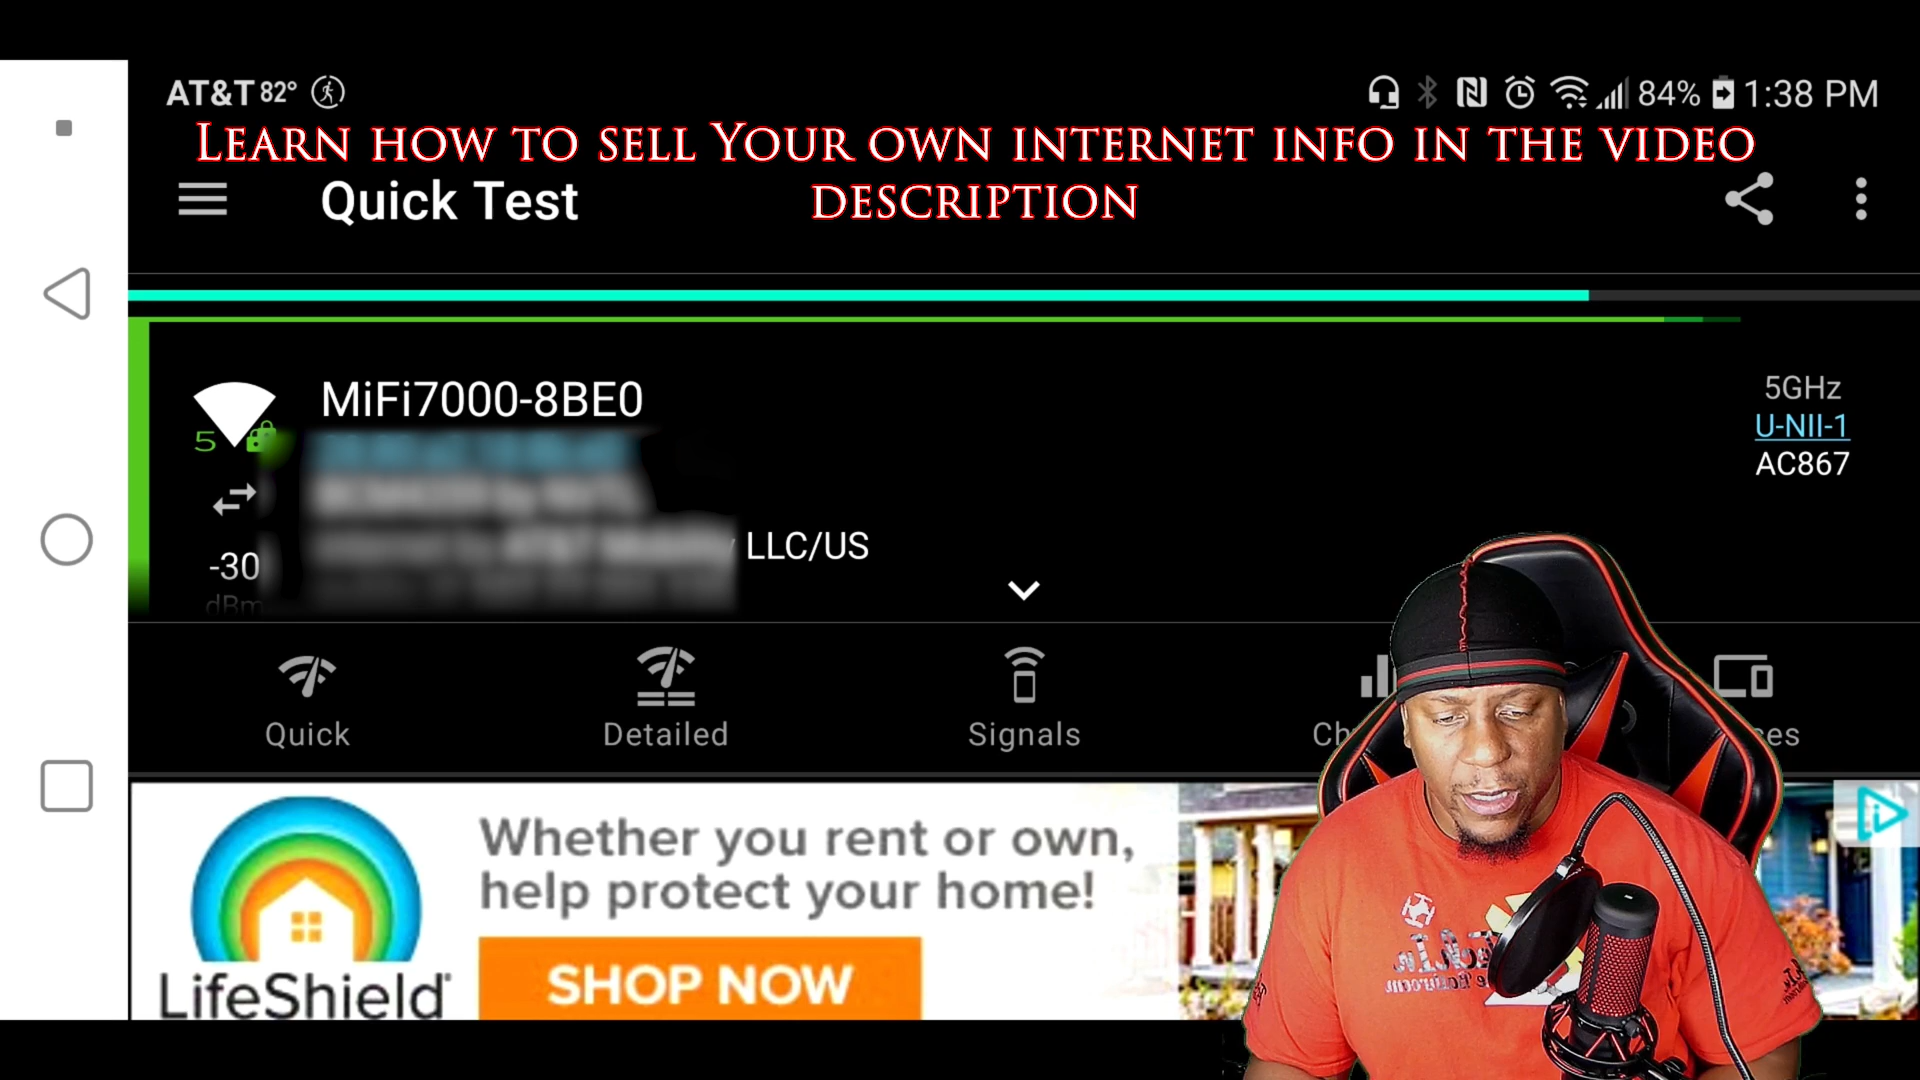 AT&T 82° 84% 1:38 PM
LEARN HOW TO SELL YOUR OWN INTERNET INFO IN THE VIDEO
DESCRIPTION
Quick Test
MiFi7000-8BE0
5GHz
U-NII-1
AC867
5
LLC/US
-30
dBm
Quick
Detailed
Signals
Whether you rent or own,
help protect your home!
SHOP NOW
LifeShield